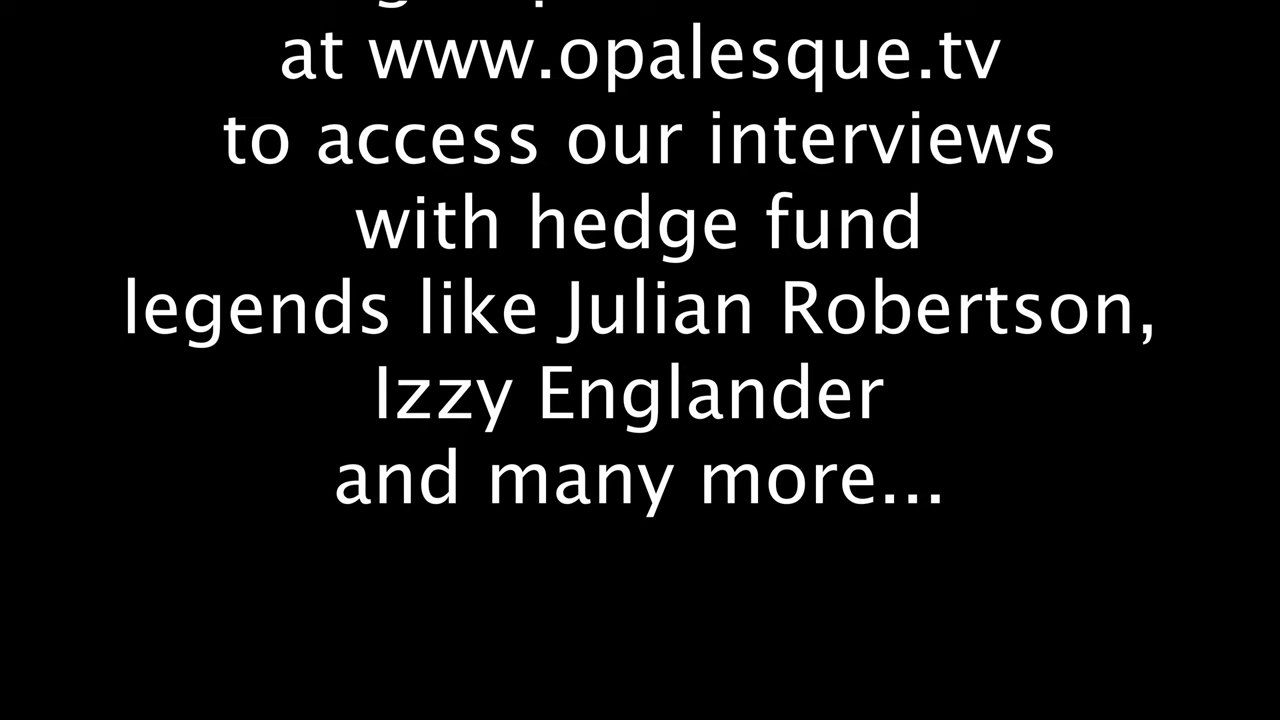 at www.opalesque.tv
to access our interviews
with hedge fund
legends like Julian Robertson,
Izzy Englander
and many more...